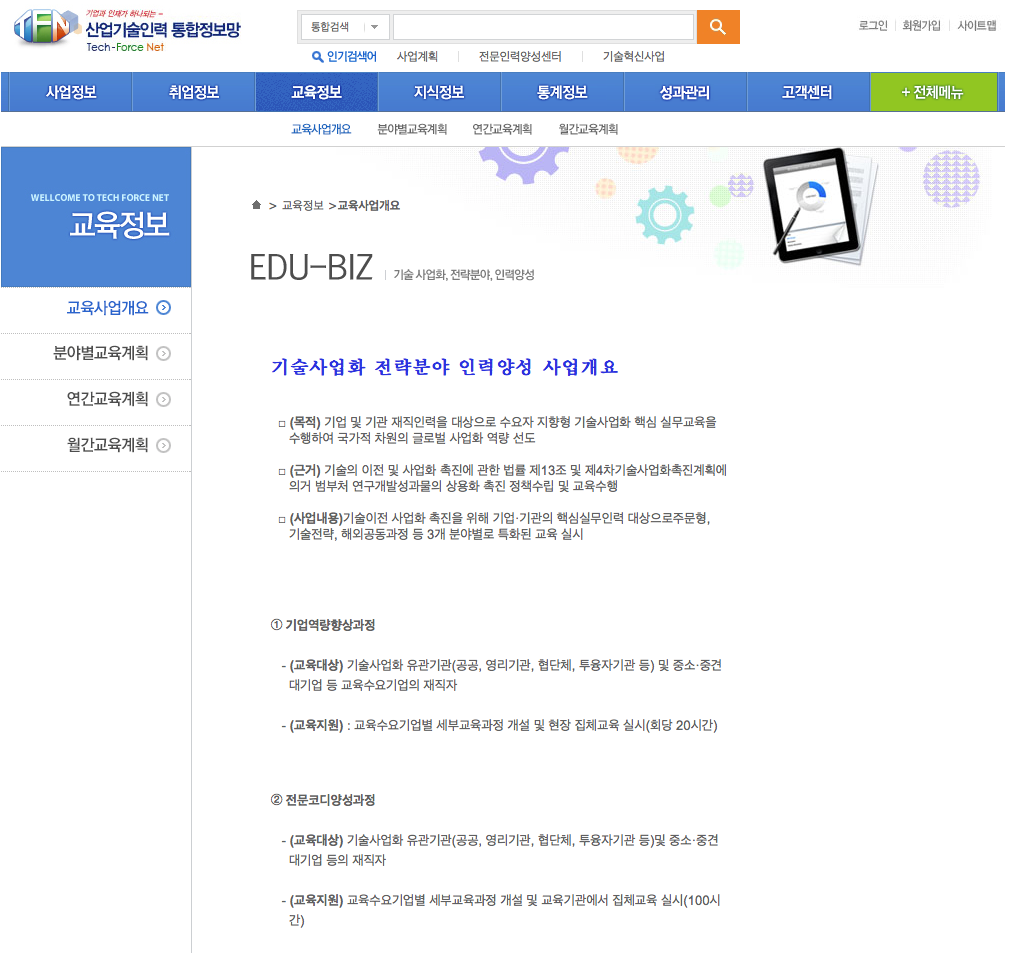 기업과 인재가 하나되는 –
TFN 산업기술인력 통합정보망
Tech-Force Net
통합검색
로그인 회원가입 사이트맵
인기검색어 사업계획 전문인력양성센터 기술혁신사업
사업정보 취업정보 교육정보 지식정보 통계정보 성과관리 고객센터 + 전체메뉴
교육사업개요 분야별교육계획 연간교육계획 월간교육계획
WELLCOME TO TECH FORCE NET
교육정보
교육사업개요
분야별교육계획
연간교육계획
월간교육계획
> 교육정보 >교육사업개요
EDU-BIZ 기술 사업화, 전략분야, 인력양성
기술사업화 전략분야 인력양성 사업개요
□ (목적) 기업 및 기관 재직인력을 대상으로 수요자 지향형 기술사업화 핵심 실무교육을
수행하여 국가적 차원의 글로벌 사업화 역량 선도
□ (근거) 기술의 이전 및 사업화 촉진에 관한 법률 제13조 및 제4차기술사업화촉진계획에
의거 범부처 연구개발성과물의 상용화 촉진 정책수립 및 교육수행
□ (사업내용)기술이전 사업화 촉진을 위해 기업·기관의 핵심실무인력 대상으로주문형,
기술전략, 해외공동과정 등 3개 분야별로 특화된 교육 실시
① 기업역량향상과정
- (교육대상) 기술사업화 유관기관(공공, 영리기관, 협단체, 투융자기관 등) 및 중소·중견
대기업 등 교육수요기업의 재직자
- (교육지원) : 교육수요기업별 세부교육과정 개설 및 현장 집체교육 실시(회당 20시간)
② 전문코디양성과정
- (교육대상) 기술사업화 유관기관(공공, 영리기관, 협단체, 투융자기관 등)및 중소·중견
대기업 등의 재직자
- (교육지원) 교육수요기업별 세부교육과정 개설 및 교육기관에서 집체교육 실시(100시
간)